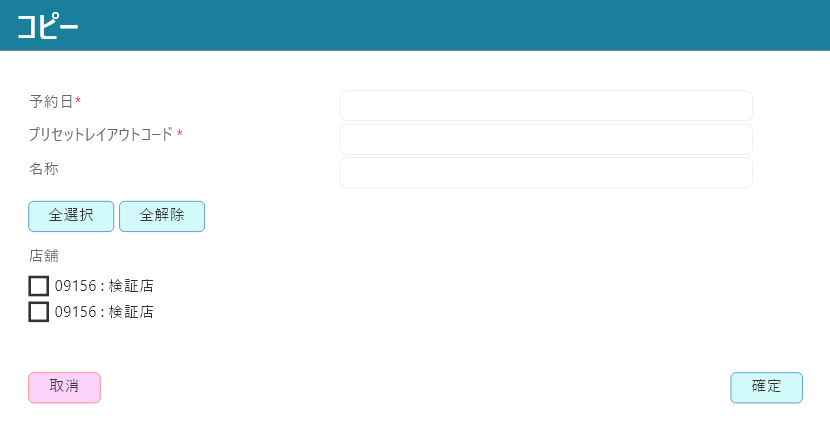 コピー
予約日*
プリセットレイアウトコード *
名称
全選択 全解除
店舗
09156 : 検証店
09156 : 検証店
取消 確定